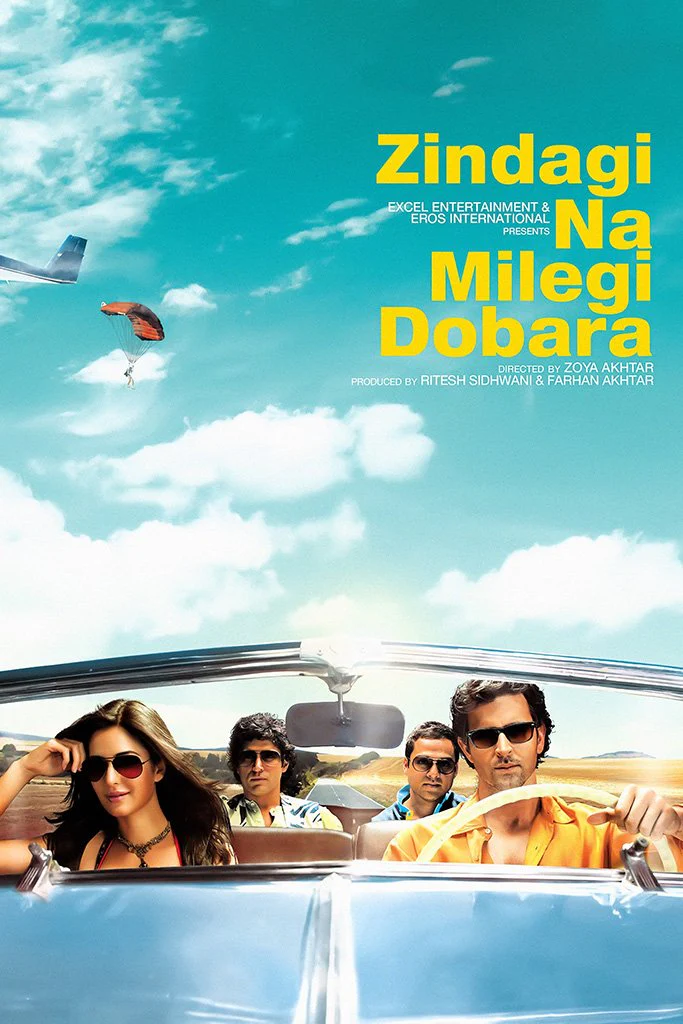 Zindagi
EXCEL ENTERTAINMENT &
EROS INTERNATIONAL
PRESENTS
Na
Milegi
Dobara
DIRECTED BY ZOYA AKHTAR
PRODUCED BY RITESH SIDHWANI & FARHAN AKHTAR